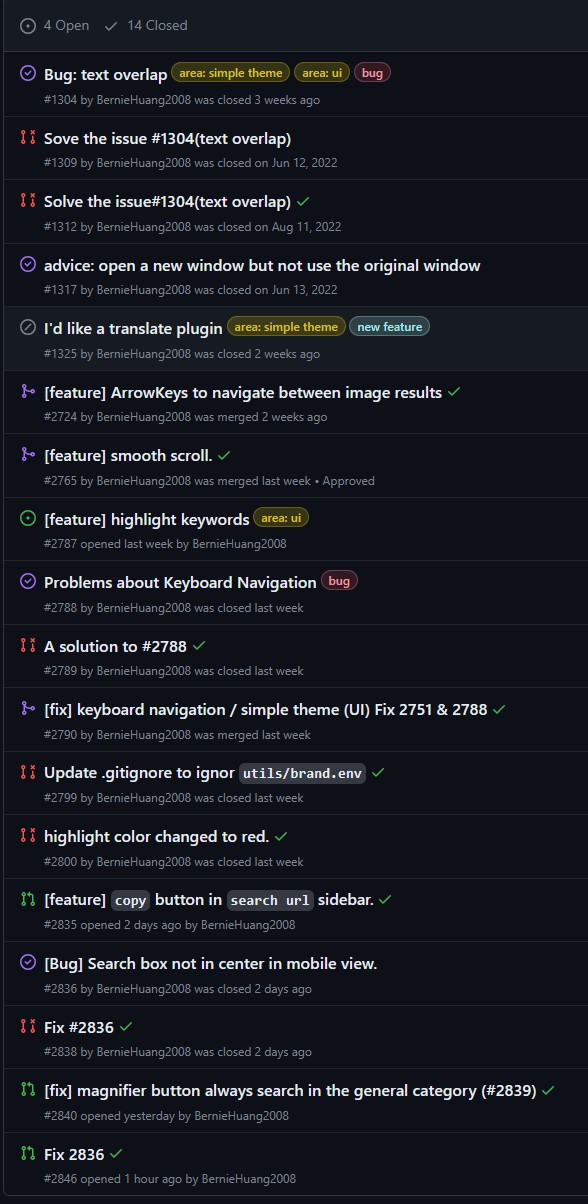 4 Open 14 Closed
Bug: text overlap area: simple theme area: ui bug
#1304 by BernieHuang2008 was closed 3 weeks ago
Sove the issue #1304(text overlap)
#1309 by BernieHuang2008 was closed on Jun 12, 2022
Solve the issue#1304(text overlap)
#1312 by BernieHuang2008 was closed on Aug 11, 2022
advice: open a new window but not use the original window
#1317 by BernieHuang2008 was closed on Jun 13, 2022
I'd like a translate plugin area: simple theme new feature
#1325 by BernieHuang2008 was closed 2 weeks ago
[feature] ArrowKeys to navigate between image results
#2724 by BernieHuang2008 was merged 2 weeks ago
[feature] smooth scroll.
#2765 by BernieHuang2008 was merged last week • Approved
[feature] highlight keywords area: ui
#2787 opened last week by BernieHuang2008
Problems about Keyboard Navigation bug
#2788 by BernieHuang2008 was closed last week
A solution to #2788
#2789 by BernieHuang2008 was closed last week
[fix] keyboard navigation / simple theme (UI) Fix 2751 & 2788
#2790 by BernieHuang2008 was merged last week
Update .gitignore to ignor utils/brand.env
#2799 by BernieHuang2008 was closed last week
highlight color changed to red.
#2800 by BernieHuang2008 was closed last week
[feature] copy button in search url sidebar.
#2835 opened 2 days ago by BernieHuang2008
[Bug] Search box not in center in mobile view.
#2836 by BernieHuang2008 was closed 2 days ago
Fix #2836
#2838 by BernieHuang2008 was closed 2 days ago
[fix] magnifier button always search in the general category (#2839)
#2840 opened yesterday by BernieHuang2008
Fix 2836
#2846 opened 1 hour ago by BernieHuang2008